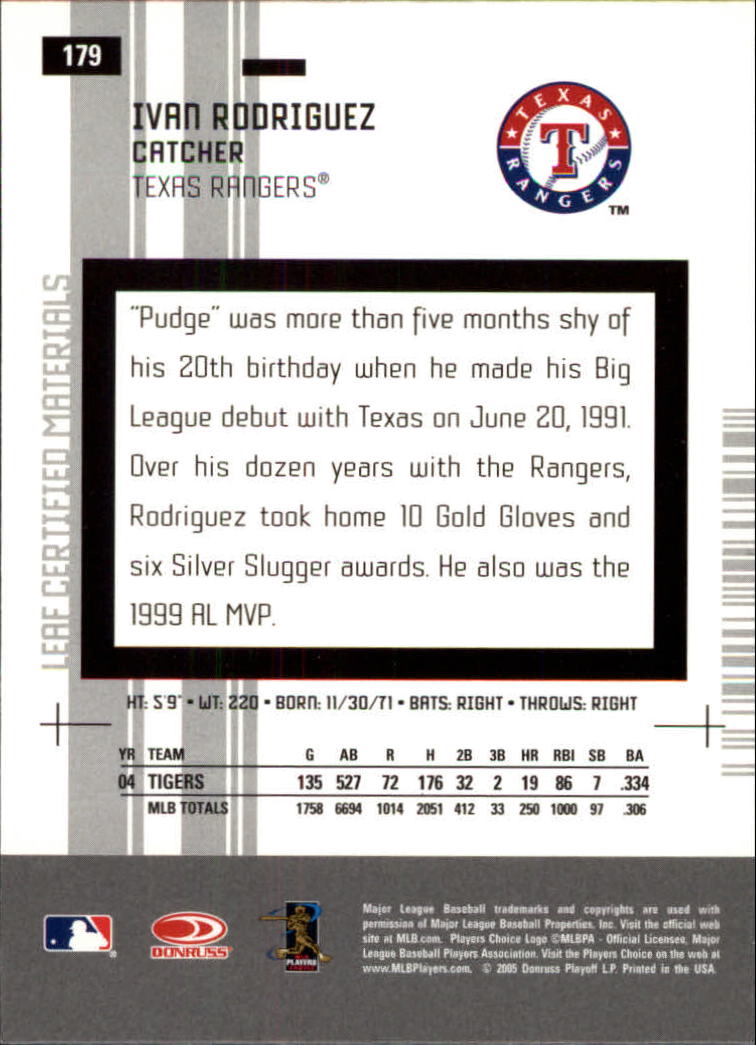 179
IVAN RODRIGUEZ
CATCHER
TEXAS RANGERS®
TEXAS
RANGERS
T
TM
LEAF CERTIFIED MATERIALS
"Pudge" was more than five months shy of
his 20th birthday when he made his Big
League debut with Texas on June 20, 1991.
Over his dozen years with the Rangers,
Rodriguez took home 10 Gold Gloves and
six Silver Slugger awards. He also was the
1999 AL MVP.
HT: 5'9" • WT: 220 • BORN: 11/30/71 • BATS: RIGHT • THROWS: RIGHT
YR TEAM G AB R H 2B 3B HR RBI SB BA
04 TIGERS 135 527 72 176 32 2 19 86 7 .334
MLB TOTALS 1758 6694 1014 2051 412 33 250 1000 97 .306
DONRUSS
PLAYERS
CHOICE
Major League Baseball trademarks and copyrights are used with
permission of Major League Baseball Properties, Inc. Visit the official web
site at MLB.com. Players Choice Logo ©MLBPA - Official Licensee, Major
League Baseball Players Association. Visit the Players Choice on the web at
www.MLBPlayers.com. © 2005 Donruss Playoff L.P. Printed in the USA.